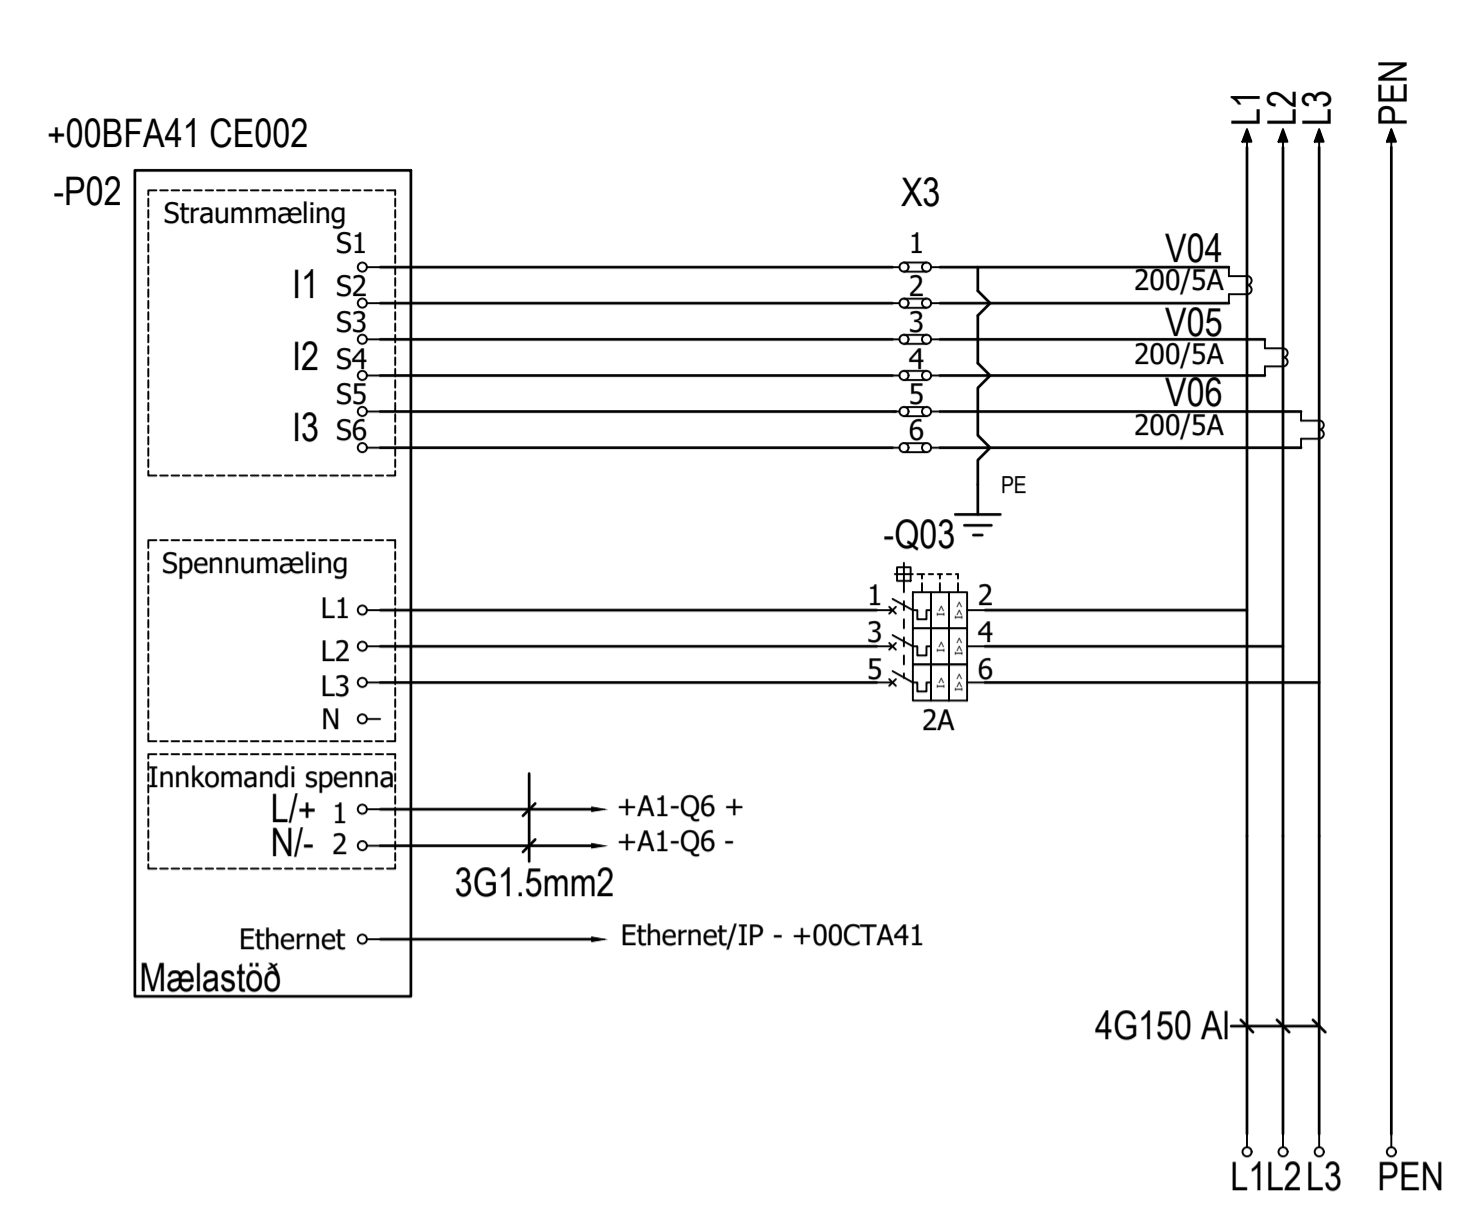 L1 L2 L3 PEN
+00BFA41 CE002
-P02
X3
Straummæling
S1
1
V04
I1
S2
2
200/5A
S3
3
V05
I2
S4
4
200/5A
S5
5
V06
I3
S6
6
200/5A
PE
-Q03
Spennumæling
L1
1
I>
I>>
2
L2
3
I>
I>>
4
L3
5
I>
I>>
6
N
2A
Innkomandi spenna
L/+ 1
+A1-Q6 +
N/- 2
+A1-Q6 -
3G1.5mm2
Ethernet
Ethernet/IP - +00CTA41
Mælastöð
4G150 Al
L1 L2 L3 PEN